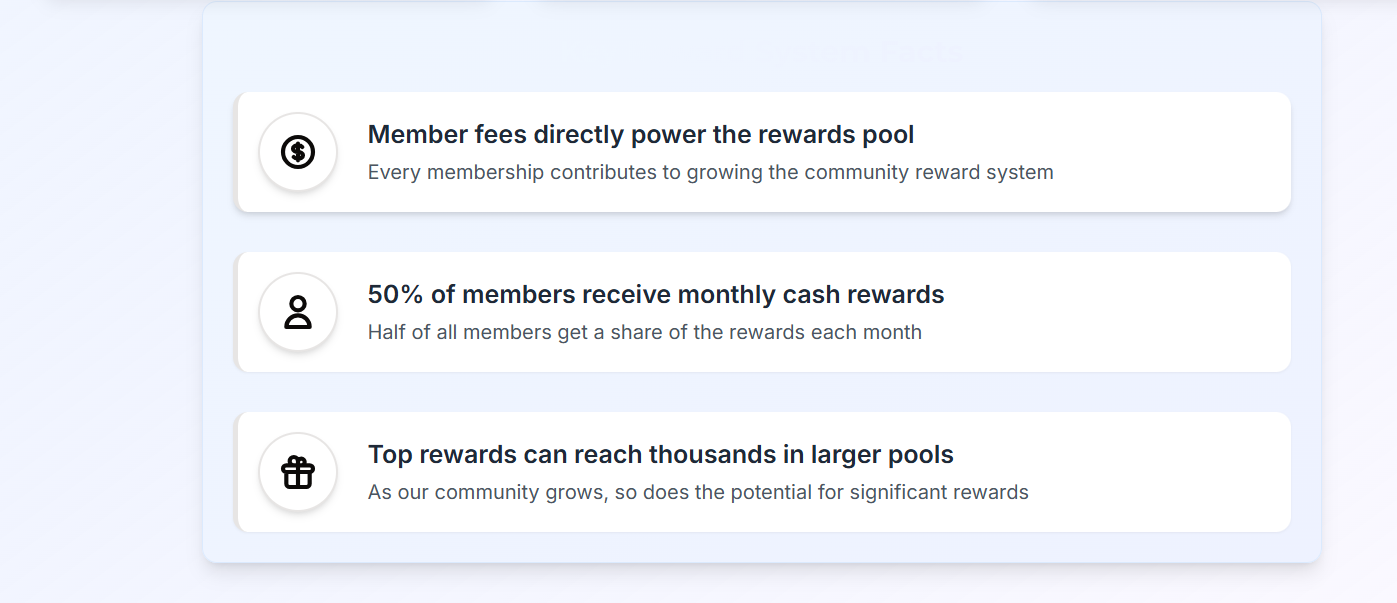 Member fees directly power the rewards pool
Every membership contributes to growing the community reward system
50% of members receive monthly cash rewards
Half of all members get a share of the rewards each month
Top rewards can reach thousands in larger pools
As our community grows, so does the potential for significant rewards